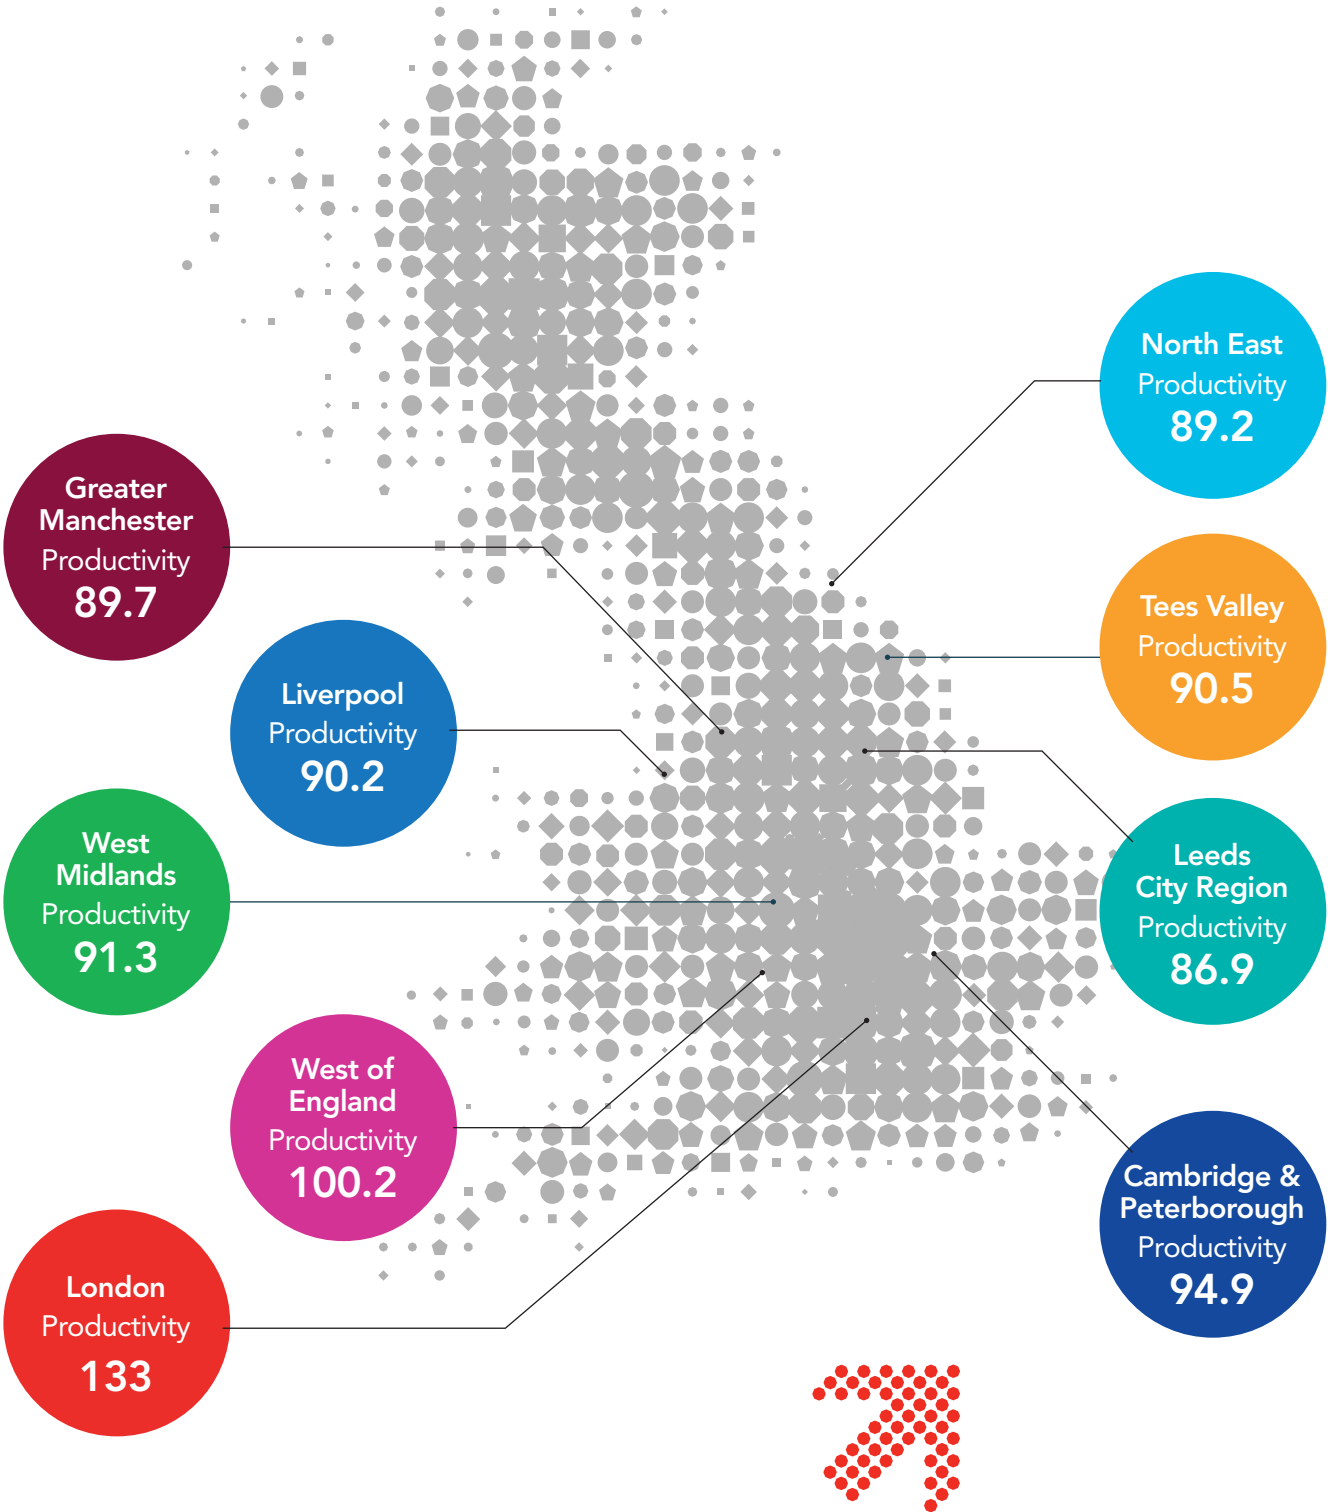 North East
Productivity
89.2
Greater
Manchester
Productivity
89.7
Tees Valley
Productivity
90.5
Liverpool
Productivity
90.2
West
Midlands
Productivity
91.3
Leeds
City Region
Productivity
86.9
West of
England
Productivity
100.2
Cambridge &
Peterborough
Productivity
94.9
London
Productivity
133